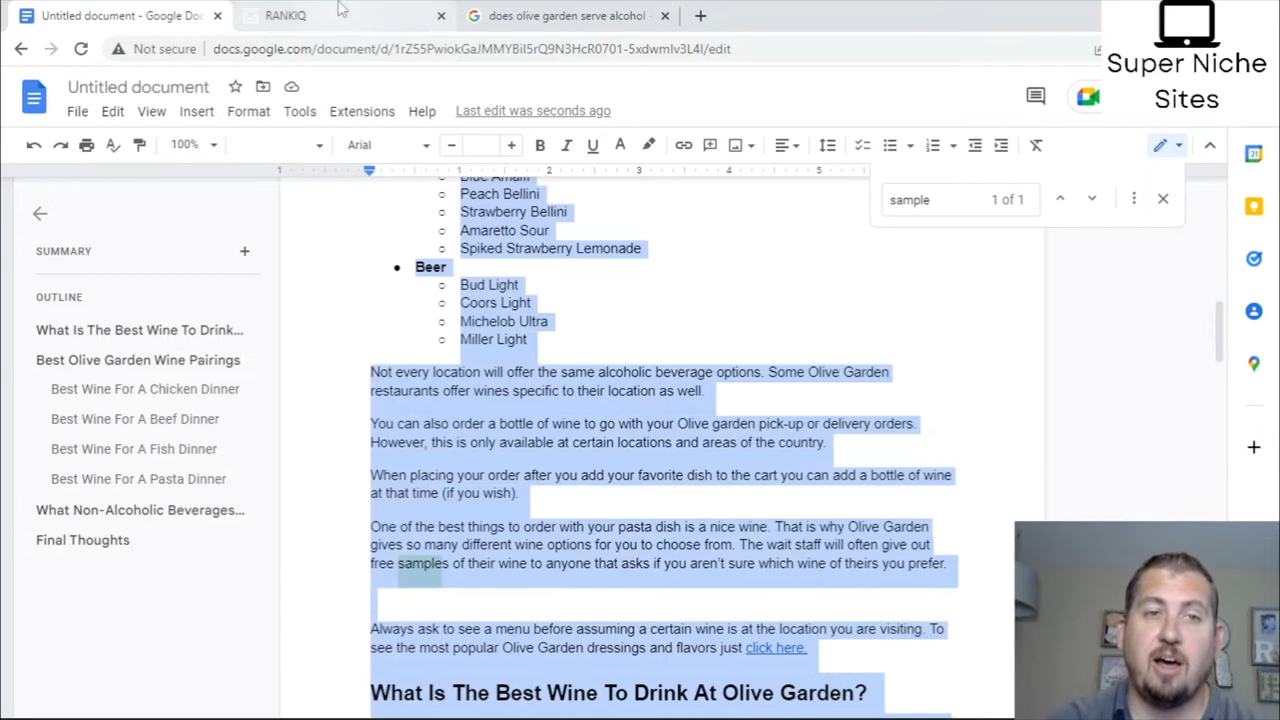 Untitled document - Google Doc
RANKIQ
does olive garden serve alcohol
Not secure
docs.google.com/document/d/1rZ55PwiokGaJMMYBiI5rQ9N3HcR0701-5xdwmIv3L4I/edit
Super Niche
Sites
Untitled document
File Edit View Insert Format Tools Extensions Help Last edit was seconds ago
100% Arial
1 1 2 3 4 5
sample 1 of 1
SUMMARY
OUTLINE
What Is The Best Wine To Drink...
Best Olive Garden Wine Pairings
Best Wine For A Chicken Dinner
Best Wine For A Beef Dinner
Best Wine For A Fish Dinner
Best Wine For A Pasta Dinner
What Non-Alcoholic Beverages...
Final Thoughts
Blue Amalfi
Peach Bellini
Strawberry Bellini
Amaretto Sour
Spiked Strawberry Lemonade
Beer
Bud Light
Coors Light
Michelob Ultra
Miller Light
Not every location will offer the same alcoholic beverage options. Some Olive Garden
restaurants offer wines specific to their location as well.
You can also order a bottle of wine to go with your Olive garden pick-up or delivery orders.
However, this is only available at certain locations and areas of the country.
When placing your order after you add your favorite dish to the cart you can add a bottle of wine
at that time (if you wish).
One of the best things to order with your pasta dish is a nice wine. That is why Olive Garden
gives so many different wine options for you to choose from. The wait staff will often give out
free samples of their wine to anyone that asks if you aren't sure which wine of theirs you prefer.
Always ask to see a menu before assuming a certain wine is at the location you are visiting. To
see the most popular Olive Garden dressings and flavors just click here.
What Is The Best Wine To Drink At Olive Garden?